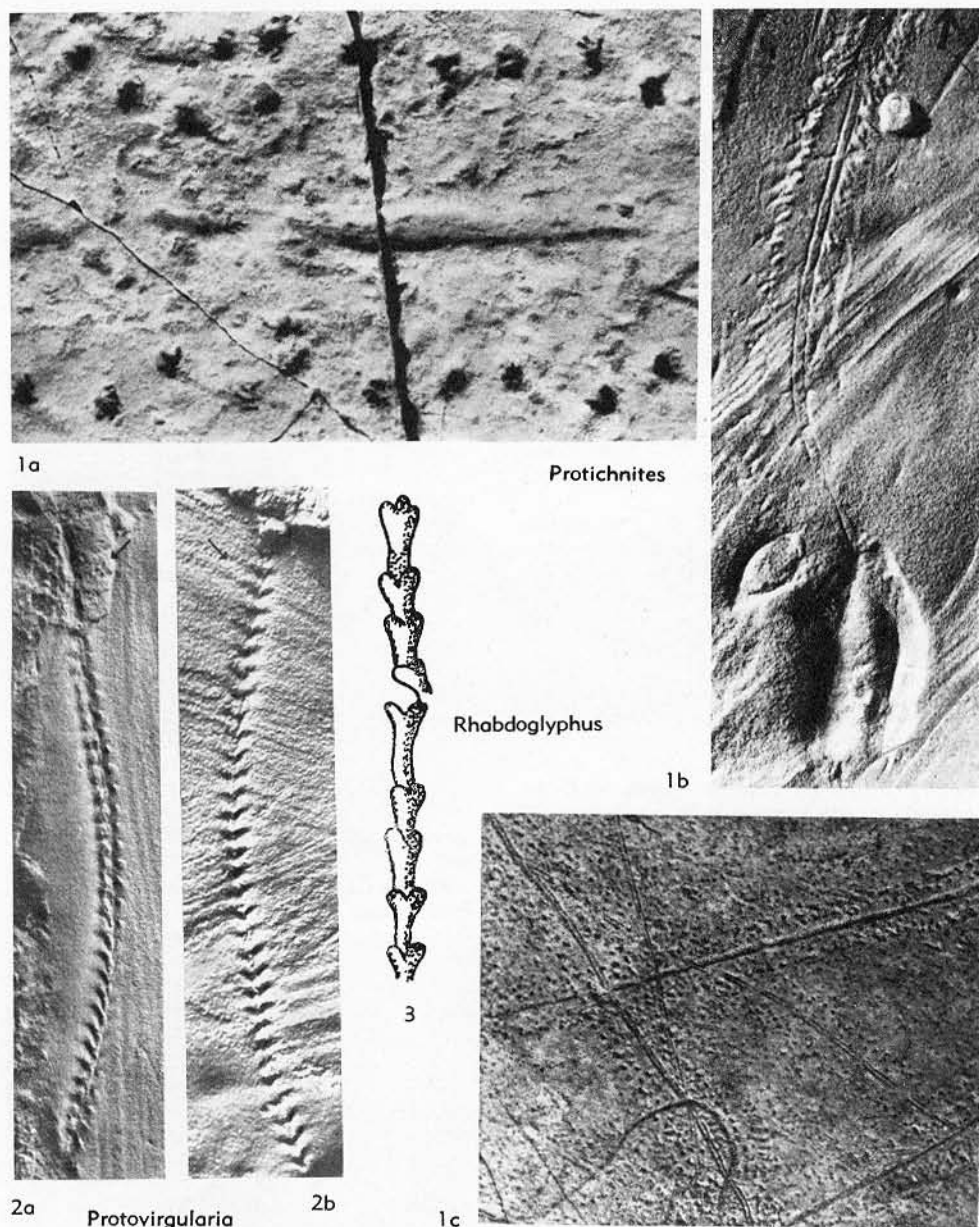 1a
Protichnites
Rhabdoglyphus
1b
3
2a
Protovirgularia
2b
1c